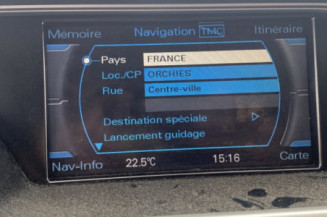 Mémoire Navigation TMC Itinéraire
Pays FRANCE
Loc./CP ORCHIES
Rue Centre-ville
Destination spéciale
Lancement guidage
Nav-Info 22.5°C 15:16 Carte